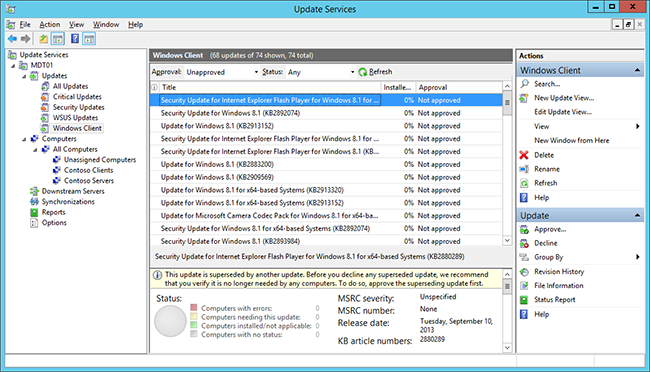 Update Services
File Action View Window Help
Update Services
MDT01
Updates
All Updates
Critical Updates
Security Updates
WSUS Updates
Windows Client
Computers
All Computers
Unassigned Computers
Contoso Clients
Contoso Servers
Downstream Servers
Synchronizations
Reports
Options
Windows Client (68 updates of 74 shown, 74 total)
Approval: Unapproved Status: Any Refresh
Title Installe... Approval
Security Update for Internet Explorer Flash Player for Windows 8.1 for ... 0% Not approved
Security Update for Windows 8.1 (KB2892074) 0% Not approved
Update for Windows 8.1 (KB2913152) 0% Not approved
Security Update for Internet Explorer Flash Player for Windows 8.1 for x... 0% Not approved
Security Update for Internet Explorer Flash Player for Windows 8.1 (KB... 0% Not approved
Update for Windows 8.1 (KB2883200) 0% Not approved
Update for Windows 8.1 (KB2909569) 0% Not approved
Update for Windows 8.1 for x64-based Systems (KB2913320) 0% Not approved
Update for Windows 8.1 for x64-based Systems (KB2913152) 0% Not approved
Update for Microsoft Camera Codec Pack for Windows 8.1 for x64-ba... 0% Not approved
Security Update for Windows 8.1 for x64-based Systems (KB2892074) 0% Not approved
Security Update for Windows 8.1 (KB2893984) 0% Not approved
Security Update for Internet Explorer Flash Player for Windows 8.1 for x64-based Systems (KB2880289)
This update is superseded by another update. Before you decline any superseded update, we recommend
that you verify it is no longer needed by any computers. To do so, approve the superseding update first.
Status:
Computers with errors: 0
Computers needing this update: 0
Computers installed/not applicable: 0
Computers with no status: 0
MSRC severity: Unspecified
MSRC number: None
Release date: Tuesday, September 10,
2013
KB article numbers: 2880289
Actions
Windows Client
Search...
New Update View...
Edit Update View...
View
New Window from Here
Delete
Rename
Refresh
Help
Update
Approve...
Decline
Group By
Revision History
File Information
Status Report
Help